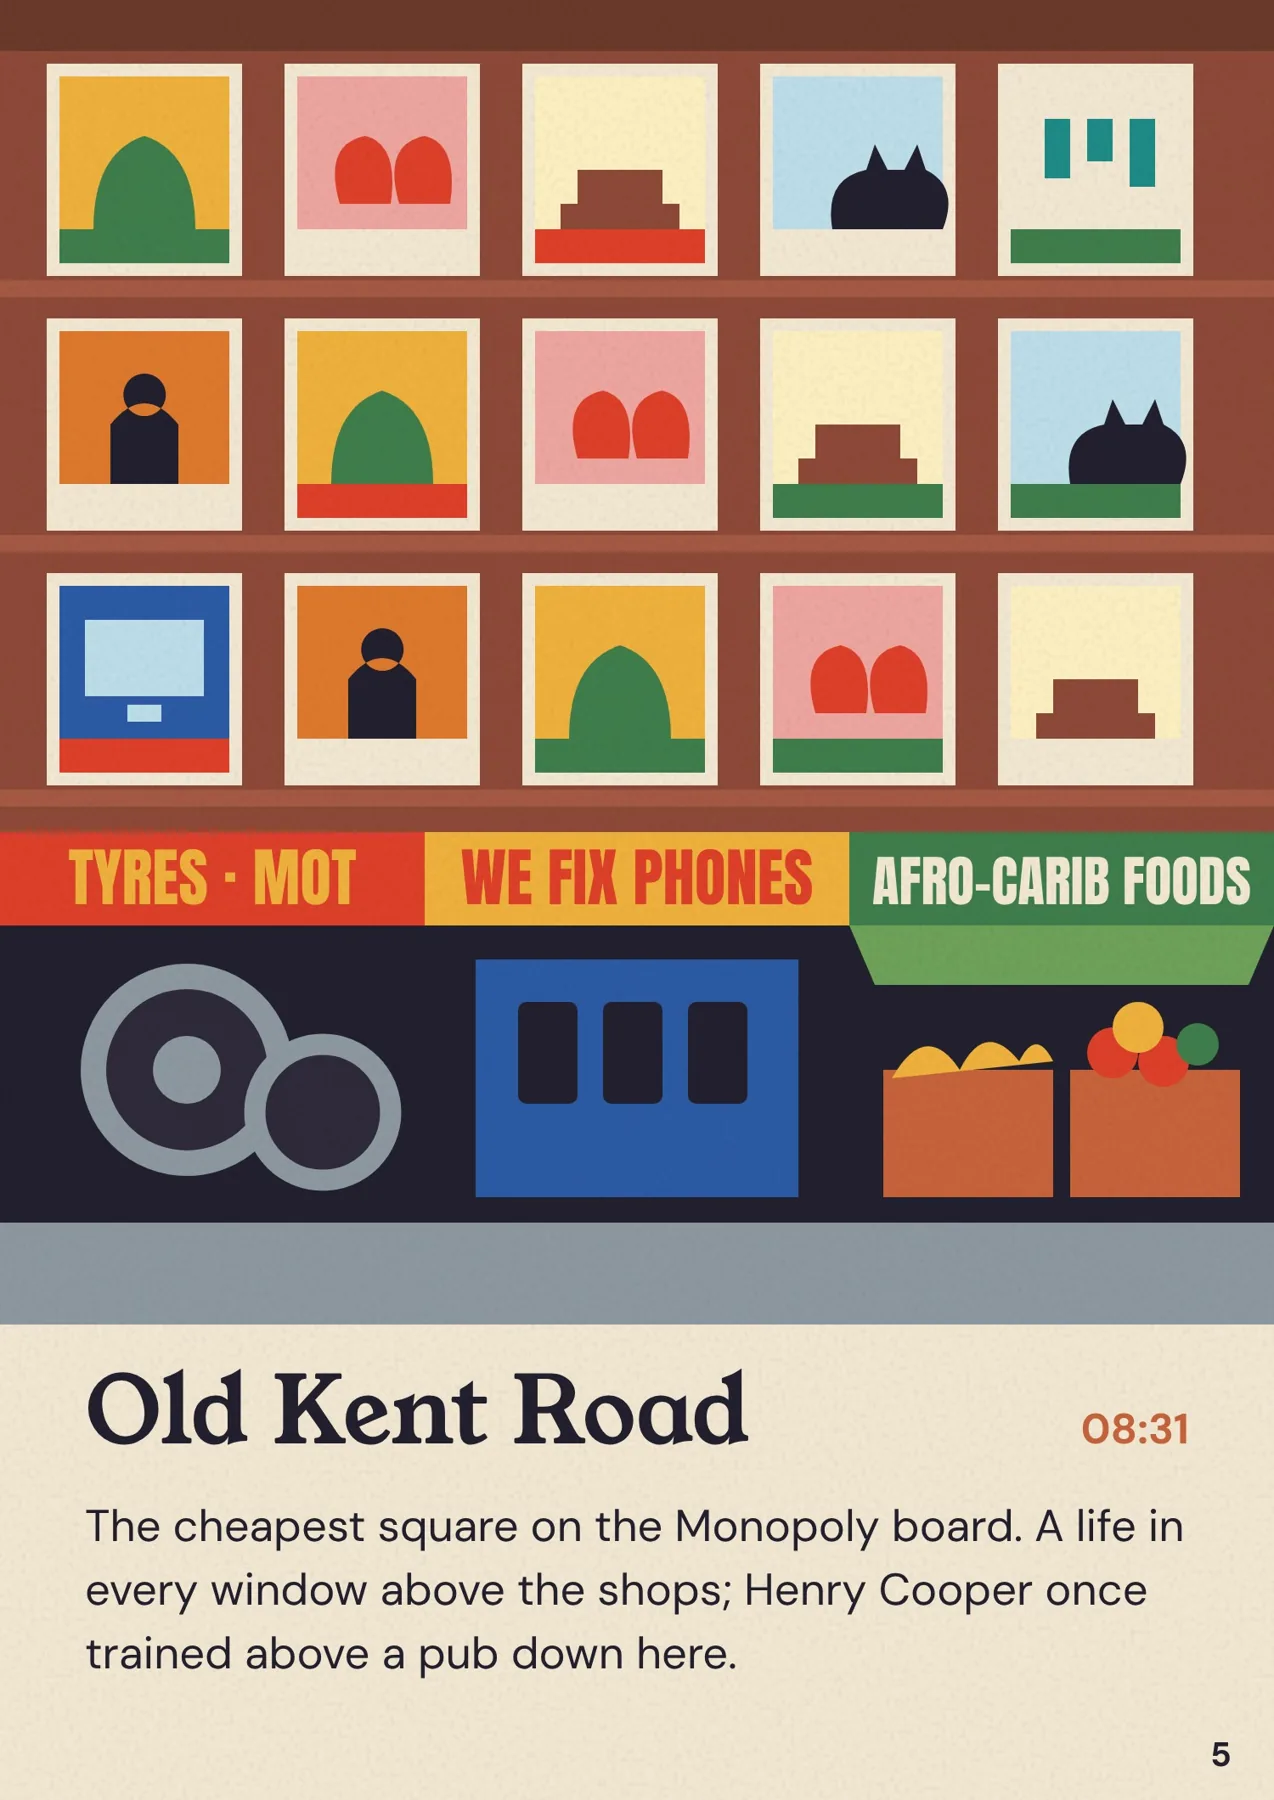 TYRES · MOT
WE FIX PHONES
AFRO-CARIB FOODS
Old Kent Road
08:31
The cheapest square on the Monopoly board. A life in
every window above the shops; Henry Cooper once
trained above a pub down here.
5